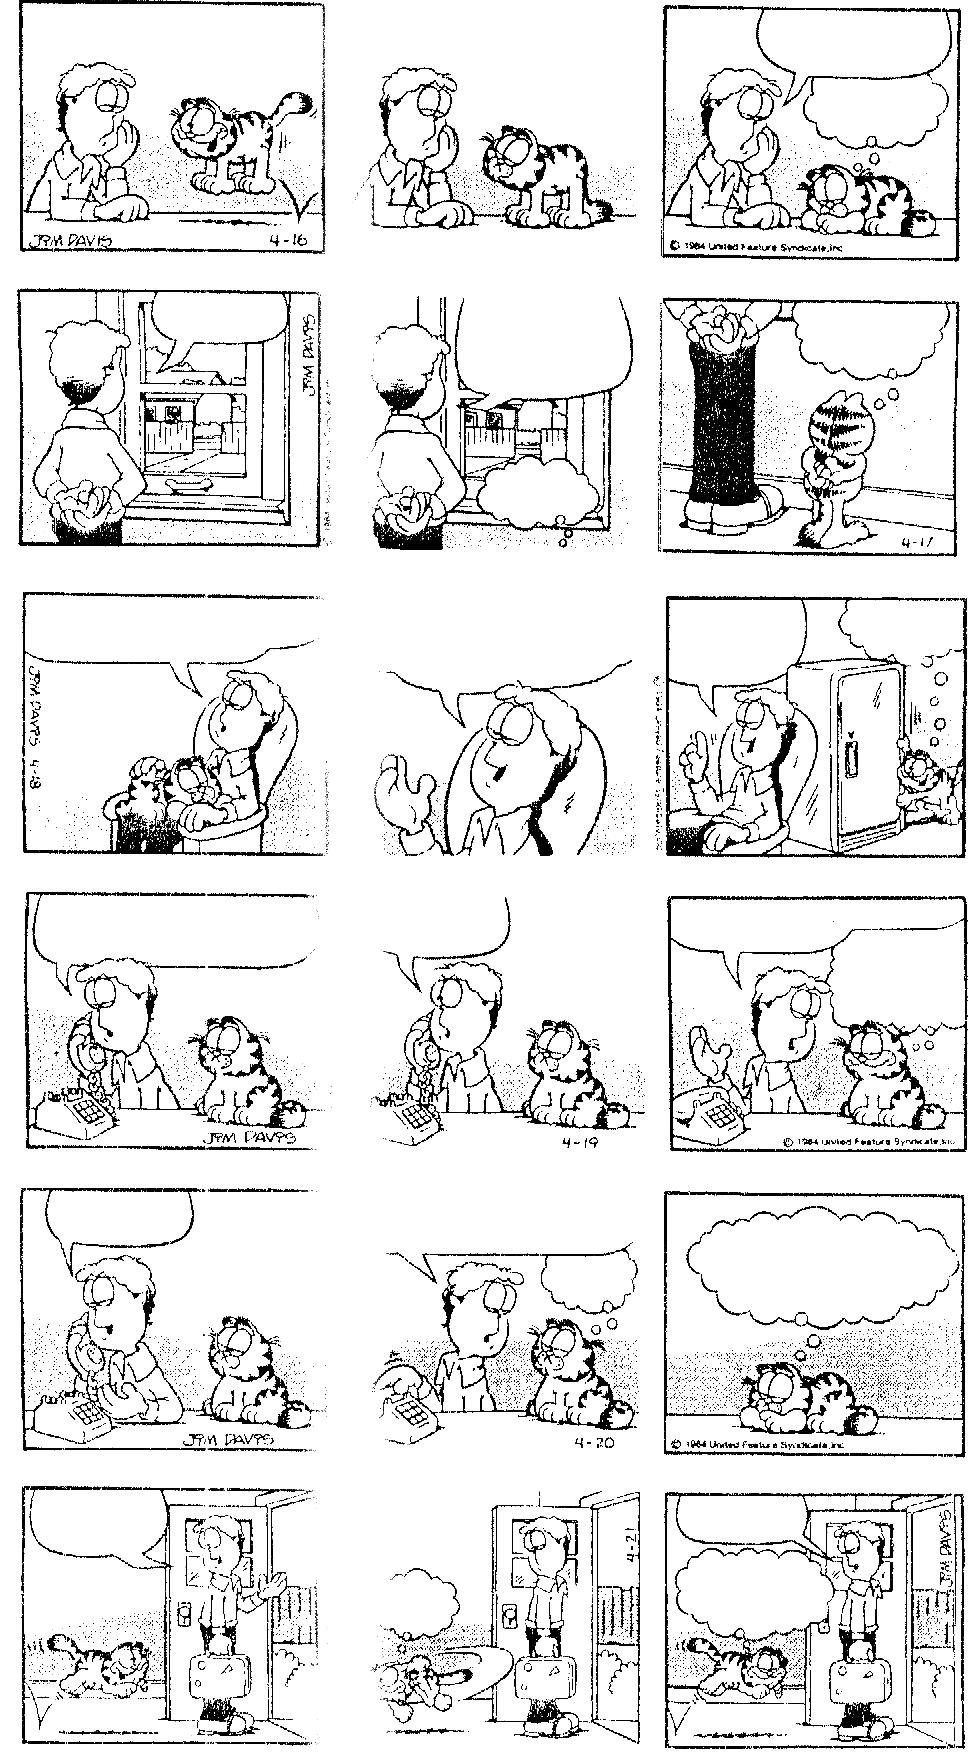 JIM DAVIS
4-16
© 1984 United Feature Syndicate, Inc.
JIM DAVIS
4-17
JIM DAVIS 4-18
JIM DAVIS
4-19
© 1984 United Feature Syndicate, Inc.
JIM DAVIS
4-20
© 1984 United Feature Syndicate, Inc.
4-21
JIM DAVIS